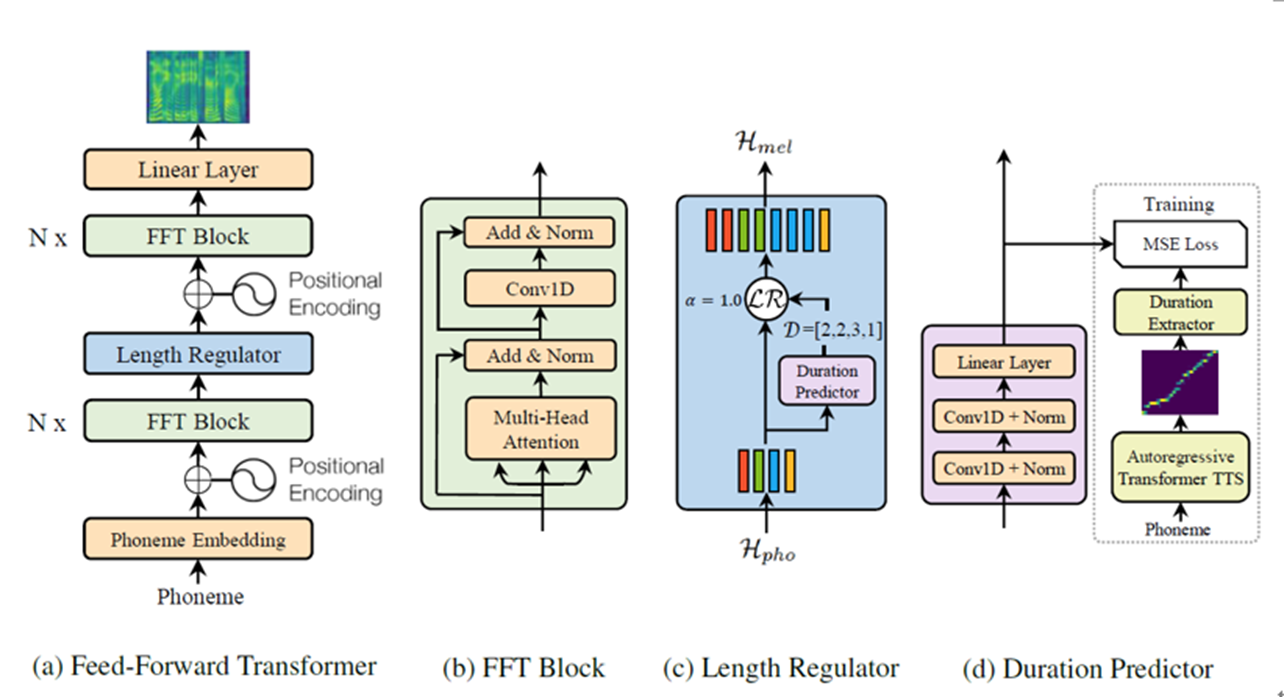 Linear Layer
N x
FFT Block
Positional
Encoding
Length Regulator
N x
FFT Block
Positional
Encoding
Phoneme Embedding
Phoneme
(a) Feed-Forward Transformer
Add & Norm
Conv1D
Add & Norm
Multi-Head
Attention
(b) FFT Block
ℋmel
α = 1.0
ℒℛ
𝒟=[2,2,3,1]
Duration
Predictor
ℋpho
(c) Length Regulator
Linear Layer
Conv1D + Norm
Conv1D + Norm
Training
MSE Loss
Duration
Extractor
Autoregressive
Transformer TTS
Phoneme
(d) Duration Predictor